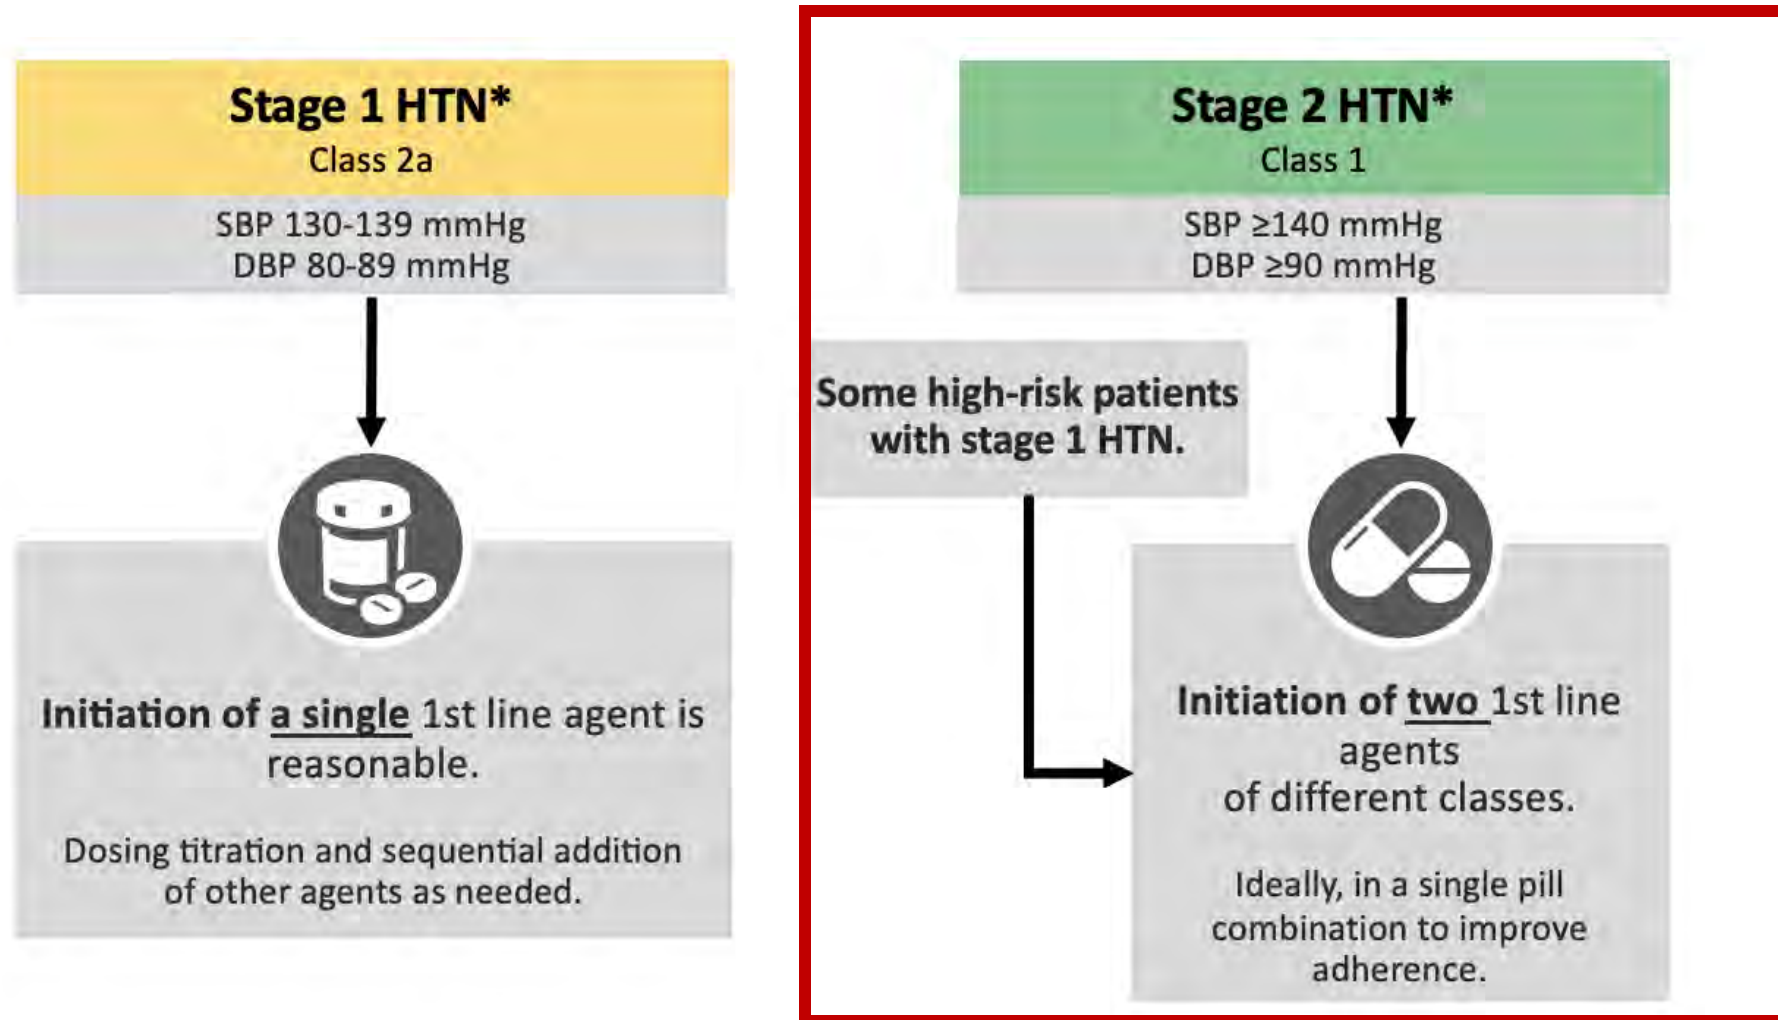 Stage 1 HTN*
Class 2a
SBP 130-139 mmHg
DBP 80-89 mmHg
Initiation of a single 1st line agent is
reasonable.
Dosing titration and sequential addition
of other agents as needed.
Stage 2 HTN*
Class 1
SBP ≥140 mmHg
DBP ≥90 mmHg
Some high-risk patients
with stage 1 HTN.
Initiation of two 1st line
agents
of different classes.
Ideally, in a single pill
combination to improve
adherence.